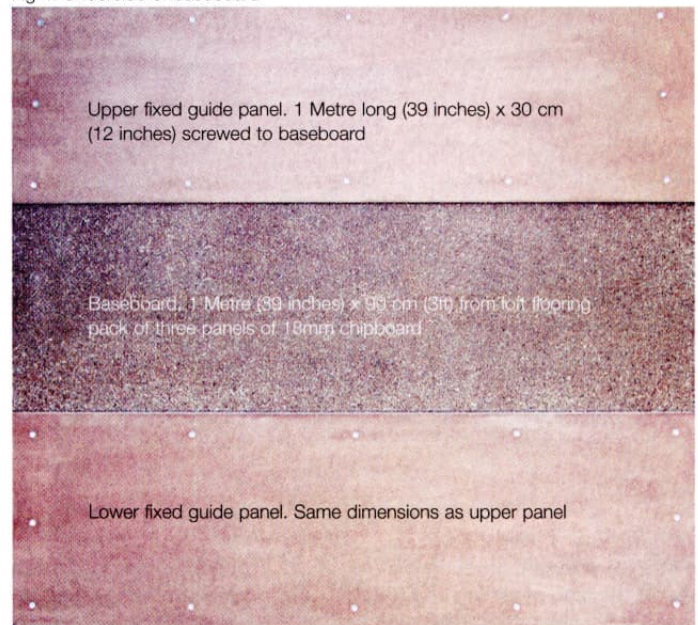 Upper fixed guide panel. 1 Metre long (39 inches) x 30 cm
(12 inches) screwed to baseboard
Baseboard. 1 Metre (39 inches) x 90 cm (3ft) from loft flooring
pack of three panels of 18mm chipboard
Lower fixed guide panel. Same dimensions as upper panel